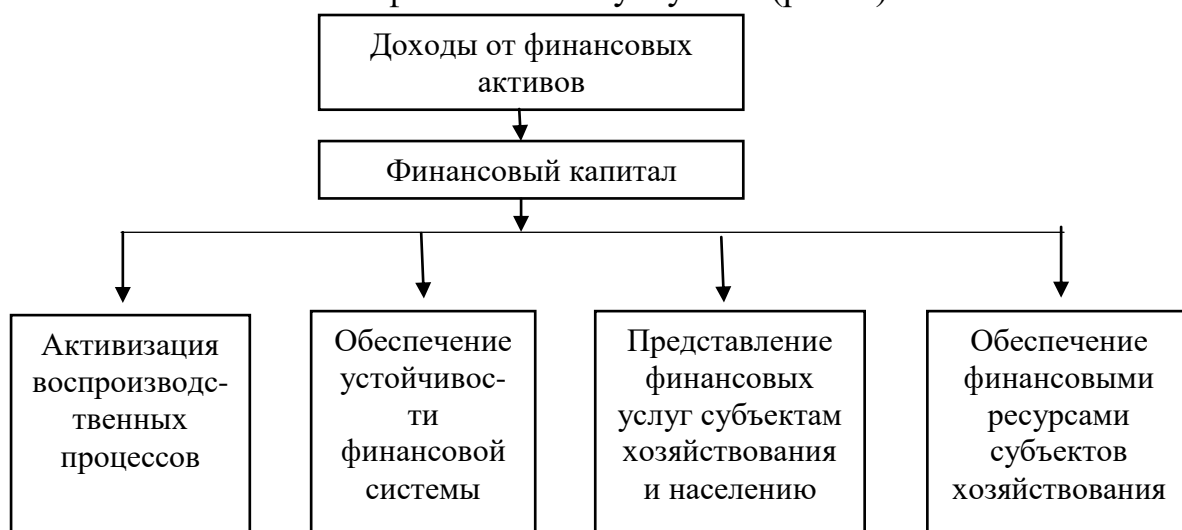 Доходы от финансовых
активов
Финансовый капитал
Активизация
воспроизводс-
твенных
процессов
Обеспечение
устойчивос-
ти
финансовой
системы
Представление
финансовых
услуг субъектам
хозяйствования
и населению
Обеспечение
финансовыми
ресурсами
субъектов
хозяйствования